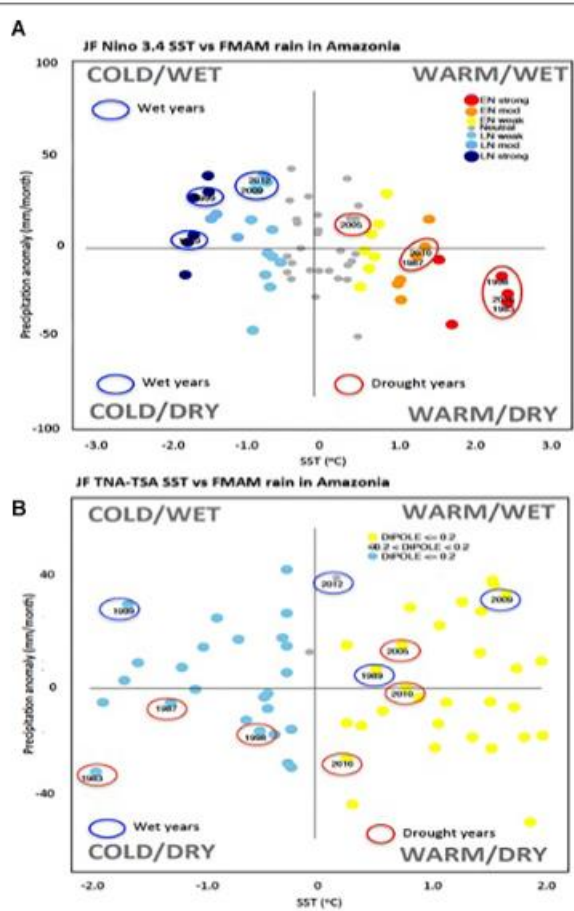 A
JF Nino 3.4 SST vs FMAM rain in Amazonia
100
COLD/WET
WARM/WET
Wet years
EN strong
EN mod
EN weak
Neutral
LN weak
LN mod
LN strong
50
2012
2009
1999
2005
0
2010
1987
1998
1983
-50
Wet years
Drought years
COLD/DRY
WARM/DRY
-100
-3.0 -2.0 -1.0 0 1.0 2.0 3.0
SST (°C)
Precipitation anomaly (mm/month)
JF TNA-TSA SST vs FMAM rain in Amazonia
B
COLD/WET
WARM/WET
DIPOLE <= 0.2
< DIPOLE < 0.2
DIPOLE <= 0.2
40
2012
2009
2005
1989
0
2010
1987
1998
2010
1983
-40
Wet years
Drought years
COLD/DRY
WARM/DRY
-2.0 -1.0 0 1.0 2.0
SST (°C)
Precipitation anomaly (mm/month)